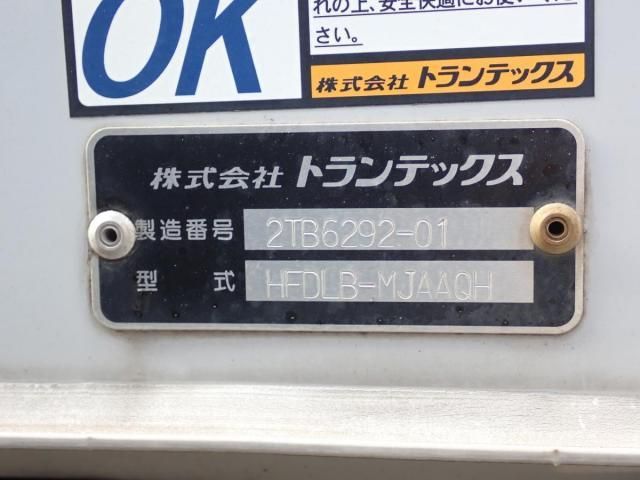 OK
れの上、安全快適にお使いくだ
さい。
株式会社トランテックス
株式会社トランテックス
製造番号 2TB6292-01
型式 HFDLB-MJAAQH